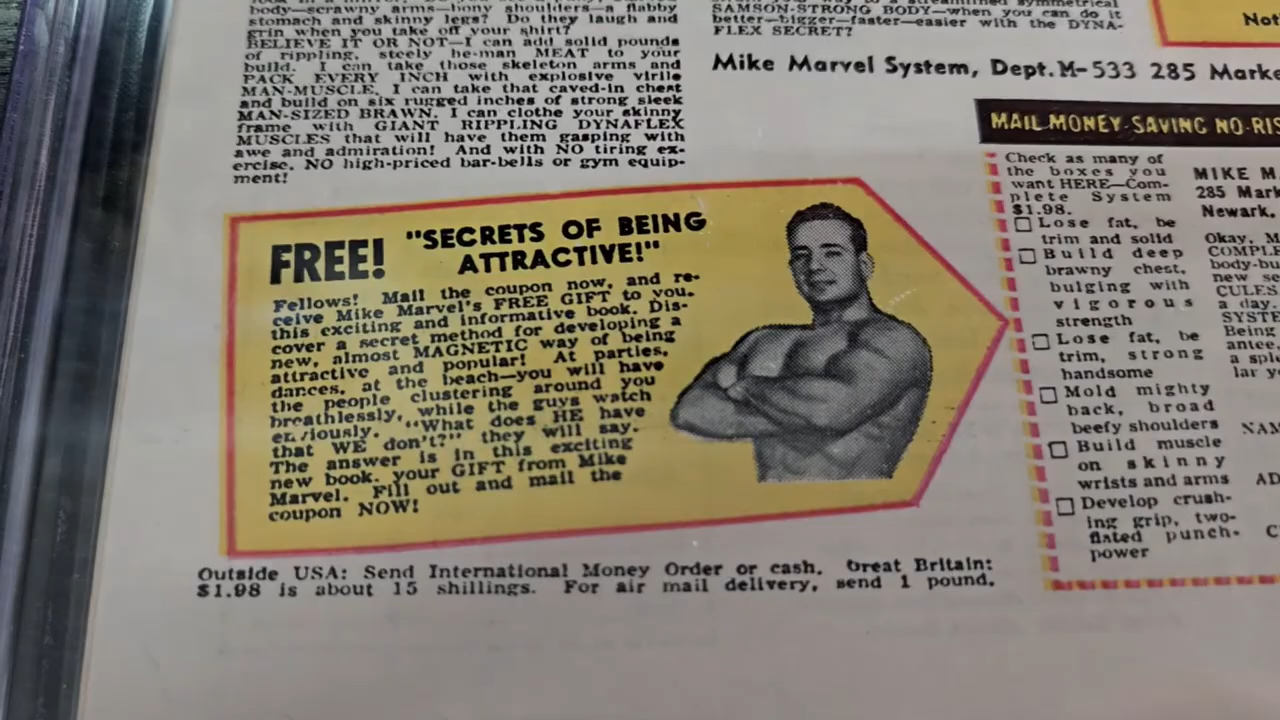 body—scrawny arms—bony shoulders—a flabby
stomach and skinny legs? Do they laugh and
grin when you take off your shirt?
BELIEVE IT OR NOT—I can add solid pounds
of rippling, steely he-man MEAT to your
build. I can take those skeleton arms and
PACK EVERY INCH with explosive virile
MAN-MUSCLE. I can take that caved-in chest
and build on six rugged inches of strong sleek
MAN-SIZED BRAWN. I can clothe your skinny
frame with GIANT RIPPLING DYNAFLEX
MUSCLES that will have them gasping with
awe and admiration! And with NO tiring ex-
ercise. NO high-priced bar-bells or gym equip-
ment!
SAMSON-STRONG BODY—when you can do it
better—bigger—faster—easier with the DYNA-
FLEX SECRET?
Not
Mike Marvel System, Dept. M-533 285 Marke
FREE! "SECRETS OF BEING
ATTRACTIVE!"
Fellows! Mail the coupon now, and re-
ceive Mike Marvel's FREE GIFT to you.
this exciting and informative book. Dis-
cover a secret method for developing a
new, almost MAGNETIC way of being
attractive and popular! At parties,
dances, at the beach—you will have
the people clustering around you
breathlessly, while the guys watch
enviously. "What does HE have
that WE don't?" they will say.
The answer is in this exciting
new book, your GIFT from Mike
Marvel. Fill out and mail the
coupon NOW!
Outside USA: Send International Money Order or cash. Great Britain:
$1.98 is about 15 shillings. For air mail delivery, send 1 pound.
MAIL MONEY-SAVING NO-RIS
Check as many of
the boxes you
want HERE—Com-
plete System
$1.98.
Lose fat, be
trim and solid
Build deep
brawny chest,
bulging with
vigorous
strength
Lose fat, be
trim, strong
handsome
Mold mighty
back, broad
beefy shoulders
Build muscle
on skinny
wrists and arms
Develop crush-
ing grip, two-
fisted punch-
power
MIKE M
285 Mark
Newark,
Okay, M
COMPLE
body-bu
new se
CULES
a day.
SYSTE
Being
antee,
a sple
lar y
NAM
AD
C